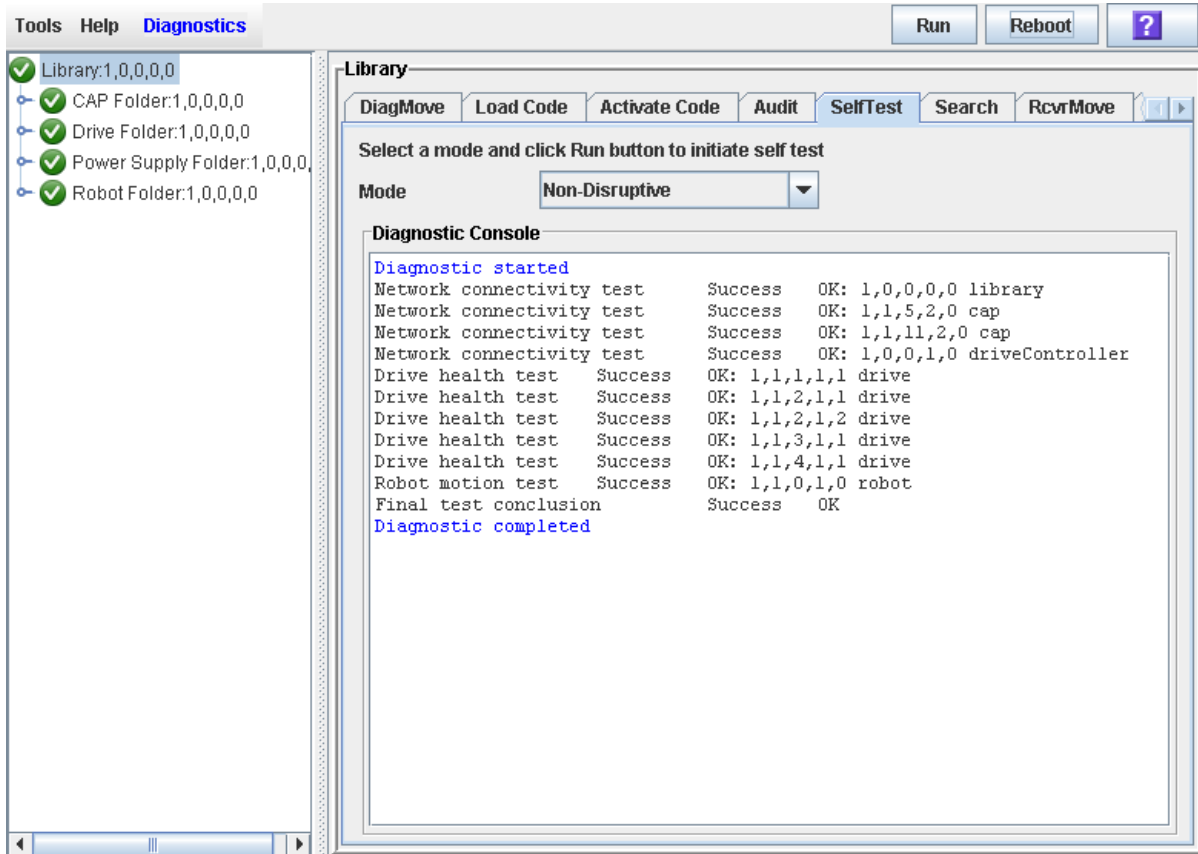 Tools Help Diagnostics
Run Reboot ?
Library:1,0,0,0,0
CAP Folder:1,0,0,0,0
Drive Folder:1,0,0,0,0
Power Supply Folder:1,0,0,0,
Robot Folder:1,0,0,0,0
Library
DiagMove Load Code Activate Code Audit SelfTest Search RcvrMove
Select a mode and click Run button to initiate self test
Mode Non-Disruptive
Diagnostic Console
Diagnostic started
Network connectivity test Success OK: 1,0,0,0,0 library
Network connectivity test Success OK: 1,1,5,2,0 cap
Network connectivity test Success OK: 1,1,11,2,0 cap
Network connectivity test Success OK: 1,0,0,1,0 driveController
Drive health test Success OK: 1,1,1,1,1 drive
Drive health test Success OK: 1,1,2,1,1 drive
Drive health test Success OK: 1,1,2,1,2 drive
Drive health test Success OK: 1,1,3,1,1 drive
Drive health test Success OK: 1,1,4,1,1 drive
Robot motion test Success OK: 1,1,0,1,0 robot
Final test conclusion Success OK
Diagnostic completed